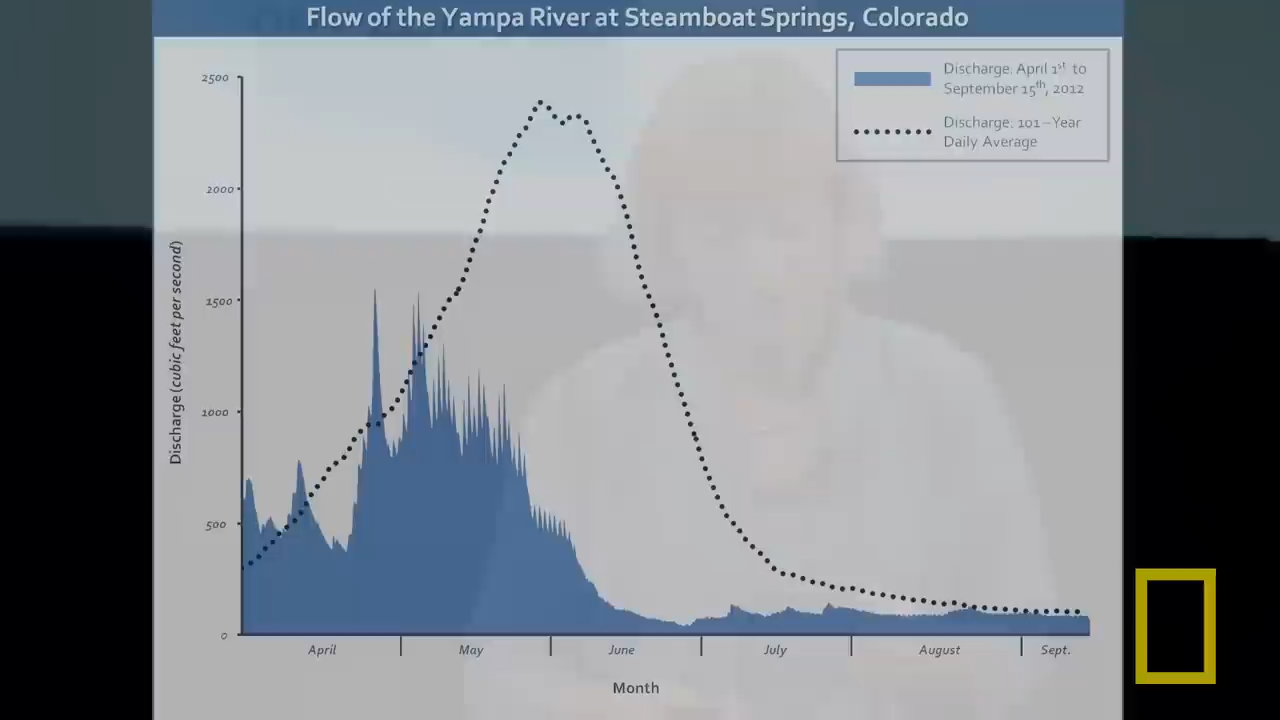 Flow of the Yampa River at Steamboat Springs, Colorado
Discharge: April 1st to
September 15th, 2012
Discharge: 101–Year
Daily Average
2500
2000
1500
1000
500
0
Discharge (cubic feet per second)
April
May
June
July
August
Sept.
Month